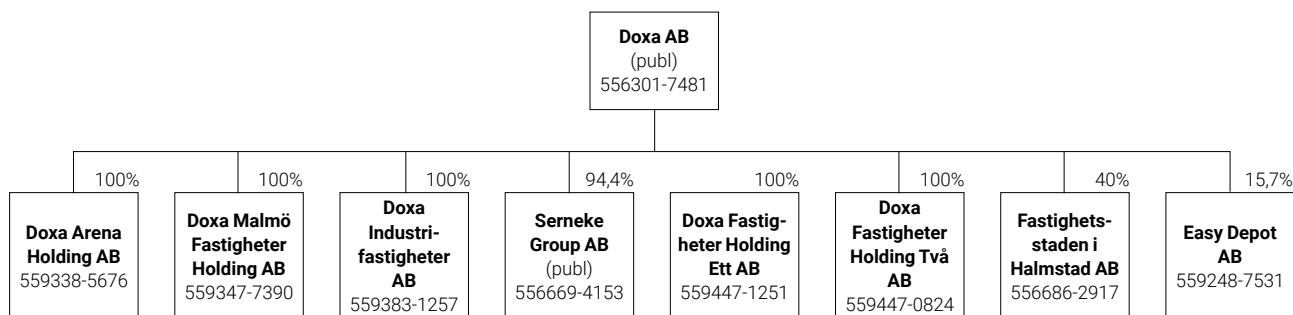 Doxa AB
(publ)
556301-7481
100%
Doxa Arena
Holding AB
559338-5676
100%
Doxa Malmö
Fastigheter
Holding AB
559347-7390
100%
Doxa
Industri-
fastigheter
AB
559383-1257
94,4%
Serneke
Group AB
(publ)
556669-4153
100%
Doxa Fastig-
heter Holding
Ett AB
559447-1251
100%
Doxa
Fastigheter
Holding Två
AB
559447-0824
40%
Fastighets-
staden i
Halmstad AB
556686-2917
15,7%
Easy Depot
AB
559248-7531